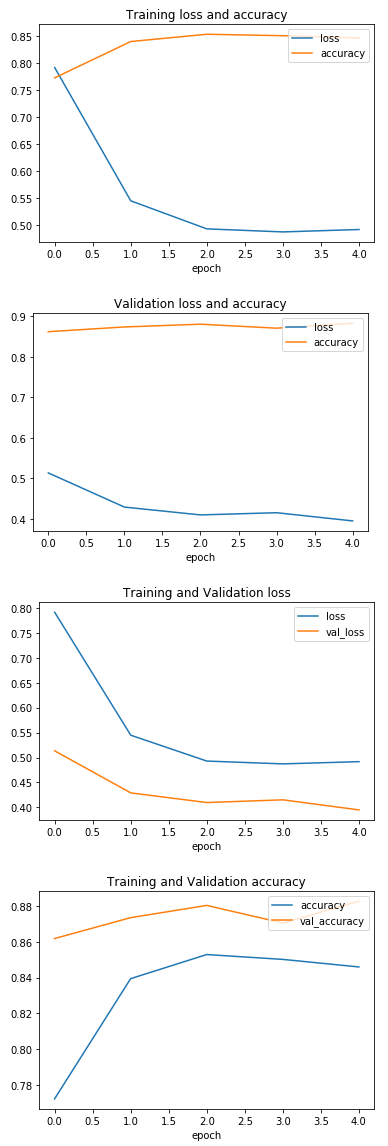 Training loss and accuracy
0.85
0.80
0.75
0.70
0.65
0.60
0.55
0.50
loss
accuracy
0.0 0.5 1.0 1.5 2.0 2.5 3.0 3.5 4.0
epoch
Validation loss and accuracy
0.9
0.8
0.7
0.6
0.5
0.4
loss
accuracy
0.0 0.5 1.0 1.5 2.0 2.5 3.0 3.5 4.0
epoch
Training and Validation loss
0.80
0.75
0.70
0.65
0.60
0.55
0.50
0.45
0.40
loss
val_loss
0.0 0.5 1.0 1.5 2.0 2.5 3.0 3.5 4.0
epoch
Training and Validation accuracy
0.88
0.86
0.84
0.82
0.80
0.78
accuracy
val_accuracy
0.0 0.5 1.0 1.5 2.0 2.5 3.0 3.5 4.0
epoch